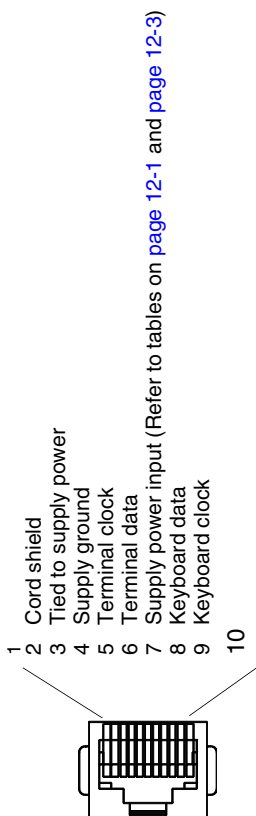 1
2 Cord shield
3 Tied to supply power
4 Supply ground
5 Terminal clock
6 Terminal data
7 Supply power input (Refer to tables on page 12-1 and page 12-3)
8 Keyboard data
9 Keyboard clock
10